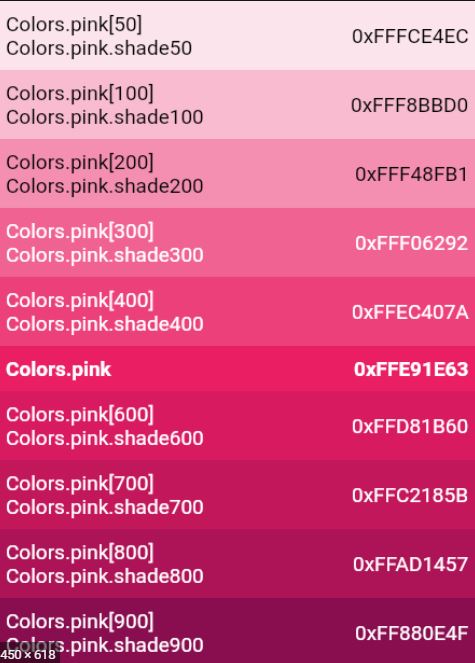 Colors.pink[50]
Colors.pink.shade50
0xFFFCE4EC
Colors.pink[100]
Colors.pink.shade100
0xFFF8BBD0
Colors.pink[200]
Colors.pink.shade200
0xFFF48FB1
Colors.pink[300]
Colors.pink.shade300
0xFFF06292
Colors.pink[400]
Colors.pink.shade400
0xFFEC407A
Colors.pink
0xFFE91E63
Colors.pink[600]
Colors.pink.shade600
0xFFD81B60
Colors.pink[700]
Colors.pink.shade700
0xFFC2185B
Colors.pink[800]
Colors.pink.shade800
0xFFAD1457
Colors.pink[900]
Colors.pink.shade900
0xFF880E4F
450 × 618